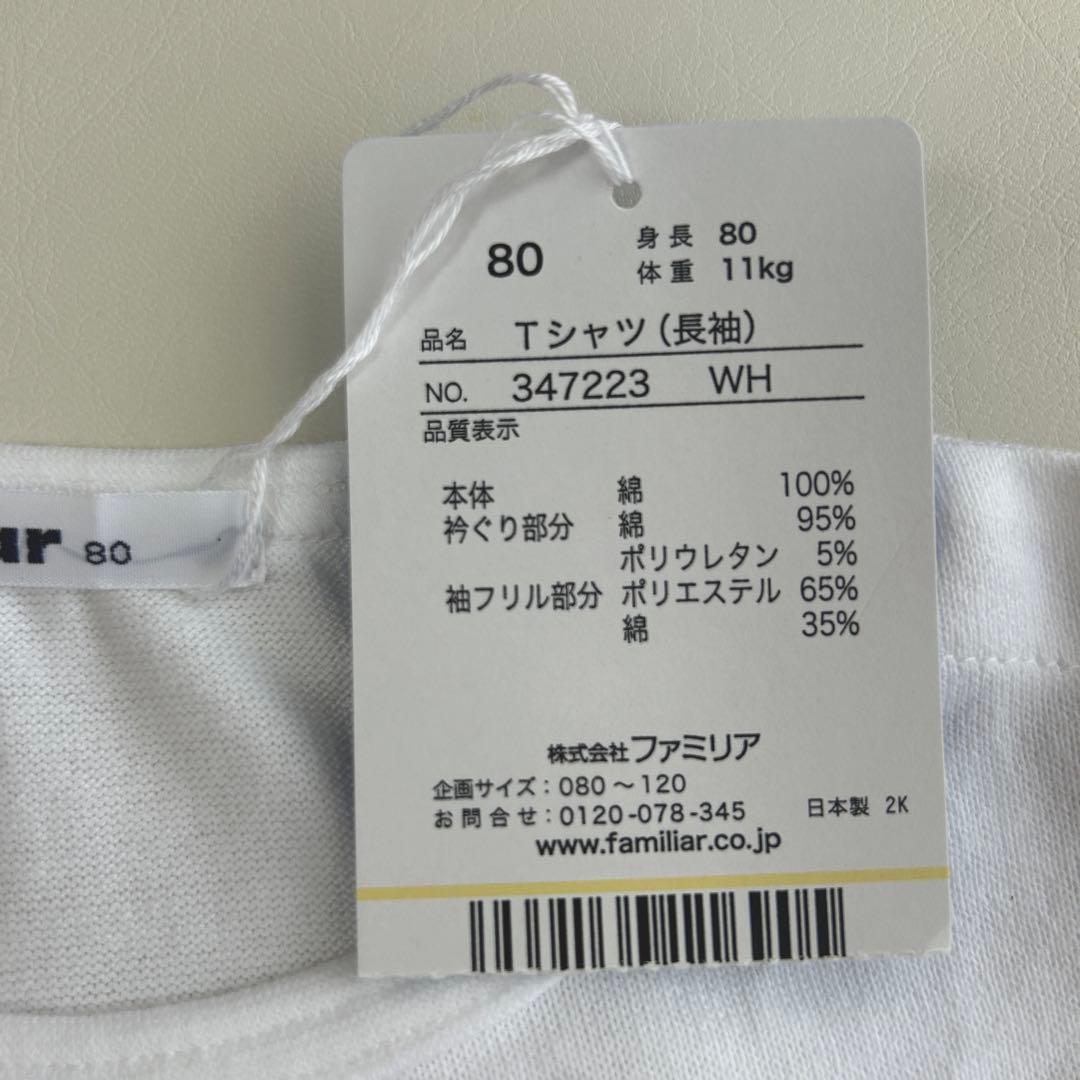 80
身長 80
体重 11kg
品名 Tシャツ(長袖)
NO. 347223 WH
品質表示
本体 綿 100%
衿ぐり部分 綿 95%
ポリウレタン 5%
袖フリル部分 ポリエステル 65%
綿 35%
株式会社ファミリア
企画サイズ:080〜120
お問合せ:0120-078-345
日本製 2K
www.familiar.co.jp
ar 80